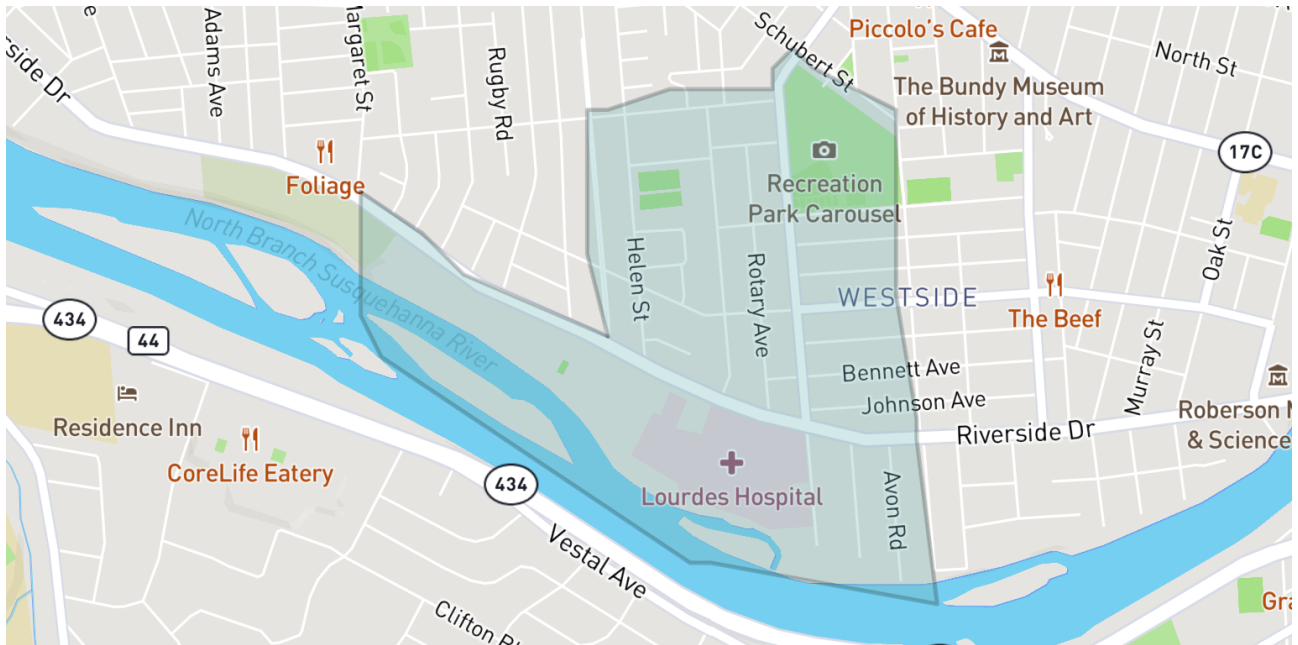 Schubert St
Piccolo's Cafe
North St
The Bundy Museum
of History and Art
17C
Adams Ave
Margaret St
Rugby Rd
Foliage
Recreation
Park Carousel
Oak St
North Branch Susquehanna River
Helen St
Rotary Ave
WESTSIDE
The Beef
434
44
Bennett Ave
Johnson Ave
Murray St
Riverside Dr
Residence Inn
CoreLife Eatery
434
Lourdes Hospital
Avon Rd
Vestal Ave
& Science